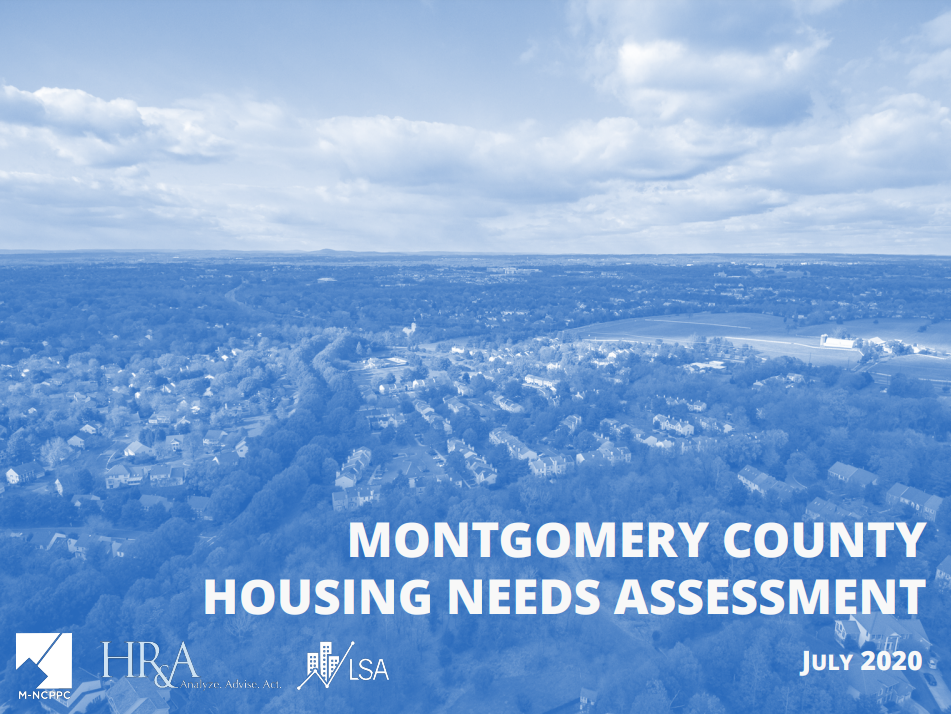 MONTGOMERY COUNTY
HOUSING NEEDS ASSESSMENT
JULY 2020
M-NCPPC
HR&A
Analyze. Advise. Act.
LSA